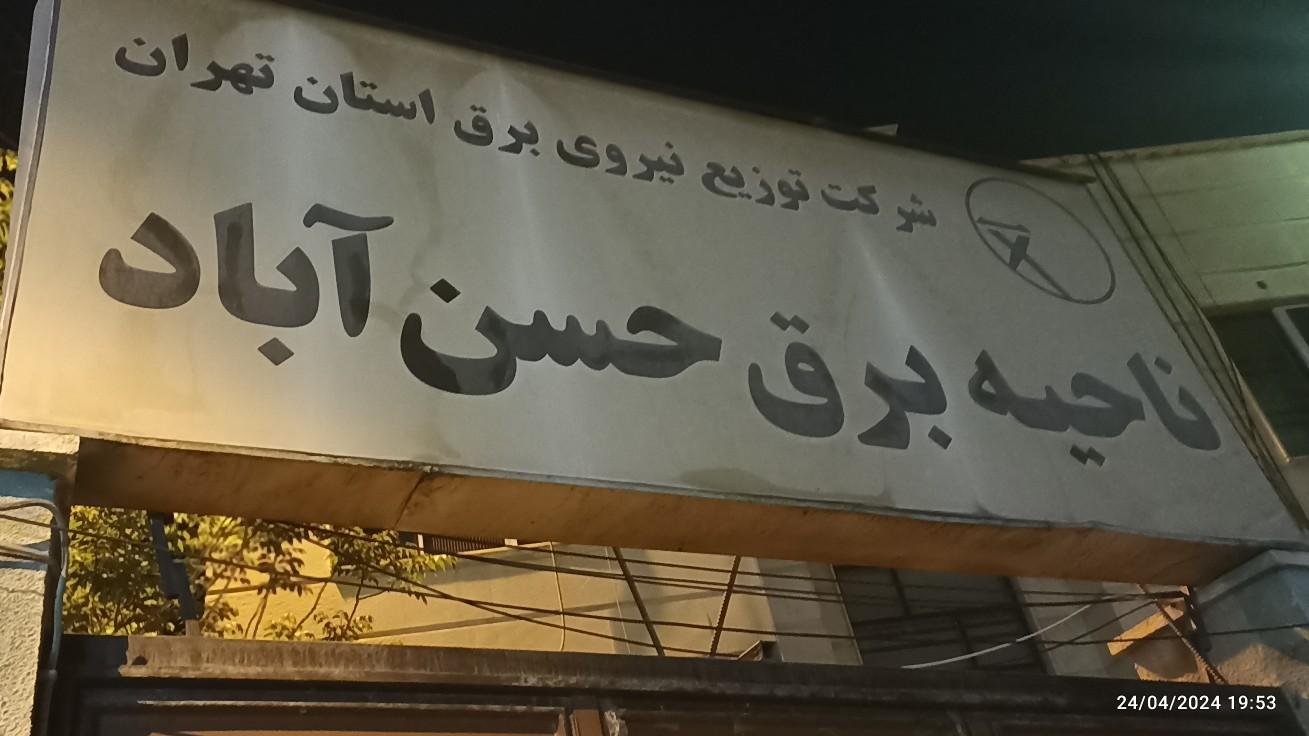 شرکت توزیع نیروی برق استان تهران
ناحیه برق حسن آباد
24/04/2024 19:53